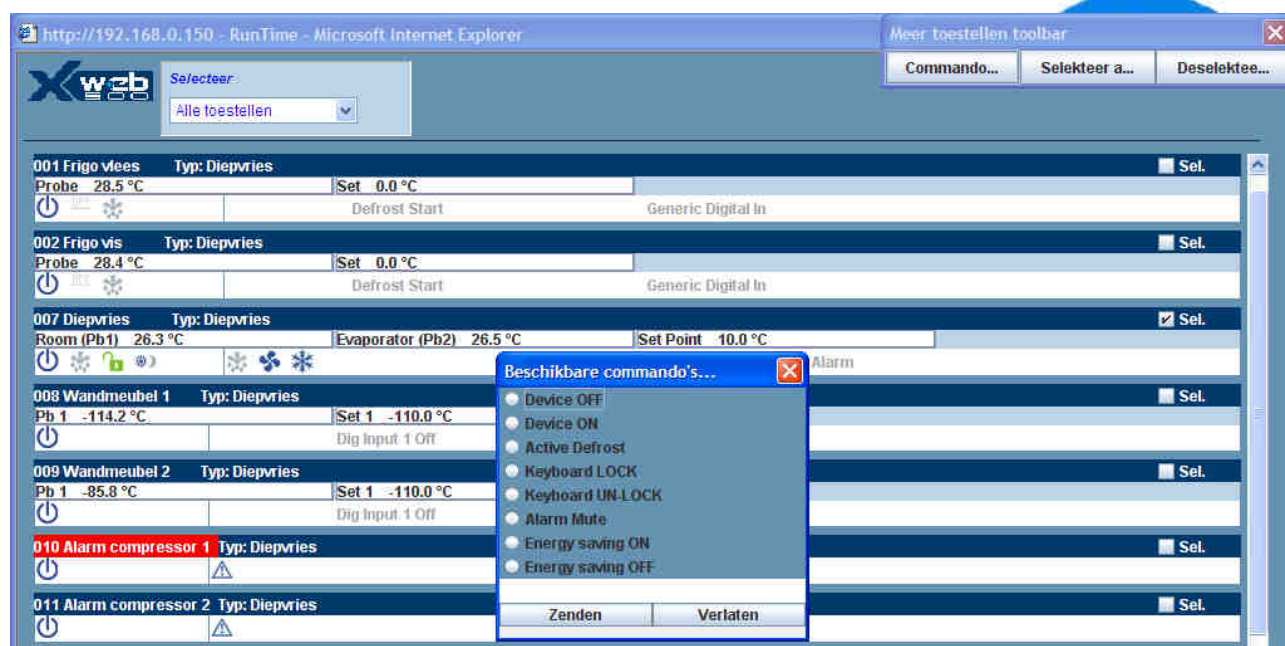 http://192.168.0.150 - RunTime - Microsoft Internet Explorer
Meer toestellen toolbar
Commando... Selekteer a... Deselektee...
Xweb
Selecteer
Alle toestellen
001 Frigo vlees Typ: Diepvries Sel.
Probe 28.5 °C Set 0.0 °C
Defrost Start Generic Digital In
002 Frigo vis Typ: Diepvries Sel.
Probe 28.4 °C Set 0.0 °C
Defrost Start Generic Digital In
007 Diepvries Typ: Diepvries Sel.
Room (Pb1) 26.3 °C Evaporator (Pb2) 26.5 °C Set Point 10.0 °C
Alarm
008 Wandmeubel 1 Typ: Diepvries Sel.
Pb 1 -114.2 °C Set 1 -110.0 °C
Dig Input 1 Off
009 Wandmeubel 2 Typ: Diepvries Sel.
Pb 1 -85.8 °C Set 1 -110.0 °C
Dig Input 1 Off
010 Alarm compressor 1 Typ: Diepvries Sel.
011 Alarm compressor 2 Typ: Diepvries Sel.
Beschikbare commando's...
Device OFF
Device ON
Active Defrost
Keyboard LOCK
Keyboard UN-LOCK
Alarm Mute
Energy saving ON
Energy saving OFF
Zenden Verlaten